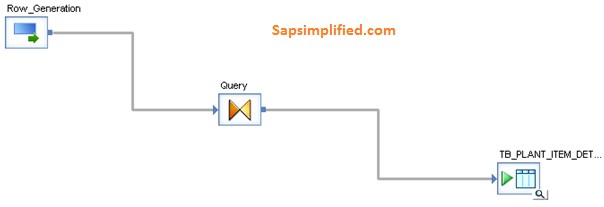 Row_Generation
Sapsimplified.com
Query
TB_PLANT_ITEM_DET...